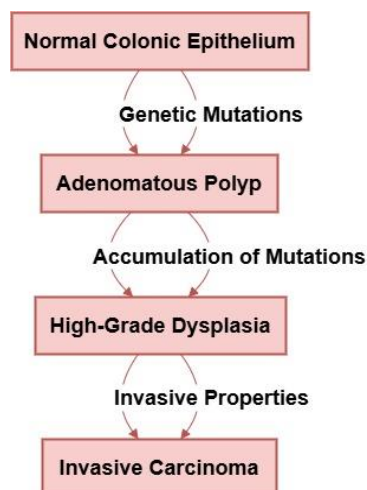 Normal Colonic Epithelium
Genetic Mutations
Adenomatous Polyp
Accumulation of Mutations
High-Grade Dysplasia
Invasive Properties
Invasive Carcinoma